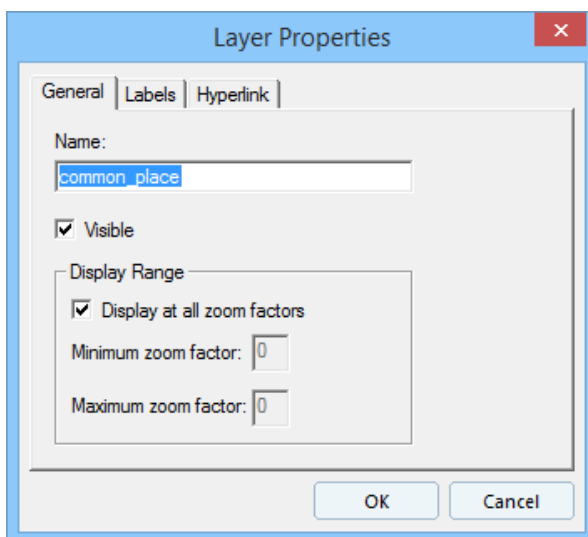 Layer Properties
General Labels Hyperlink
Name:
common_place
Visible
Display Range
Display at all zoom factors
Minimum zoom factor: 0
Maximum zoom factor: 0
OK Cancel